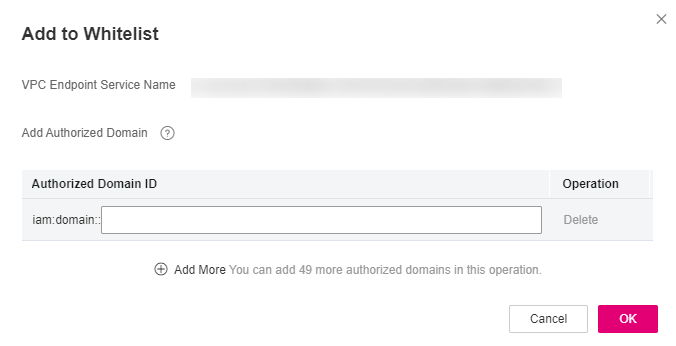 Add to Whitelist
VPC Endpoint Service Name
Add Authorized Domain ?
Authorized Domain ID Operation
iam:domain:: Delete
Add More You can add 49 more authorized domains in this operation.
Cancel OK